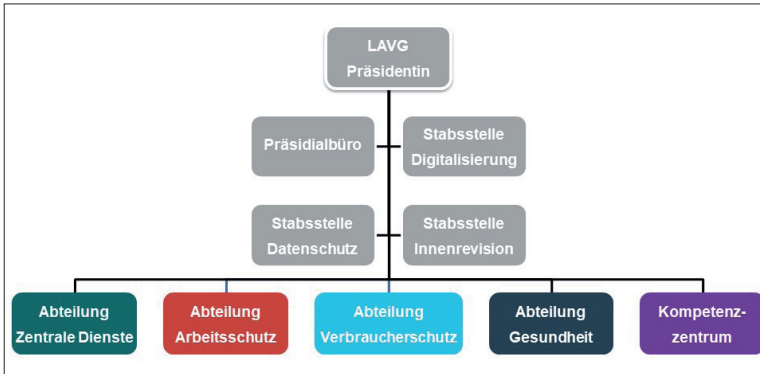 LAVG
Präsidentin
Präsidialbüro
Stabsstelle
Digitalisierung
Stabsstelle
Datenschutz
Stabsstelle
Innenrevision
Abteilung
Zentrale Dienste
Abteilung
Arbeitsschutz
Abteilung
Verbraucherschutz
Abteilung
Gesundheit
Kompetenz-
zentrum